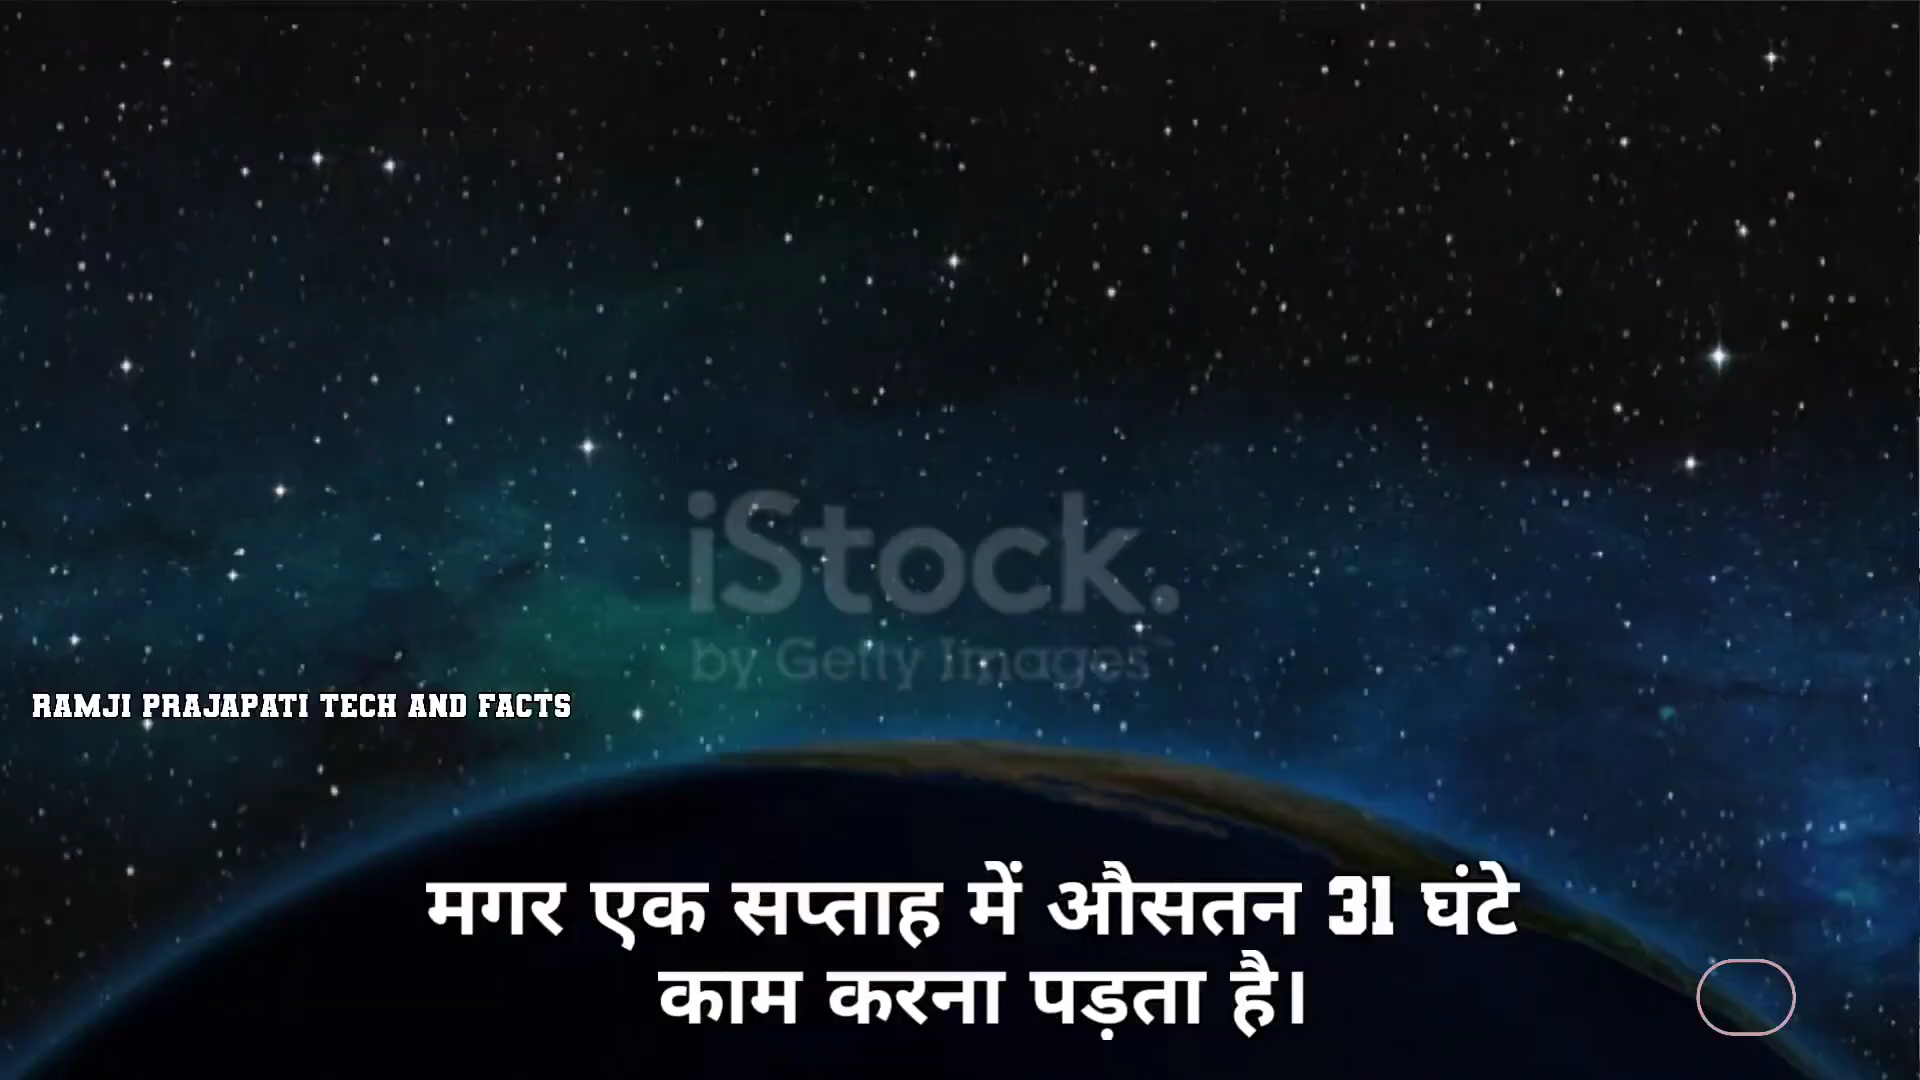 iStock.
by Getty Images
RAMJI PRAJAPATI TECH AND FACTS
मगर एक सप्ताह में औसतन 31 घंटे
काम करना पड़ता है।